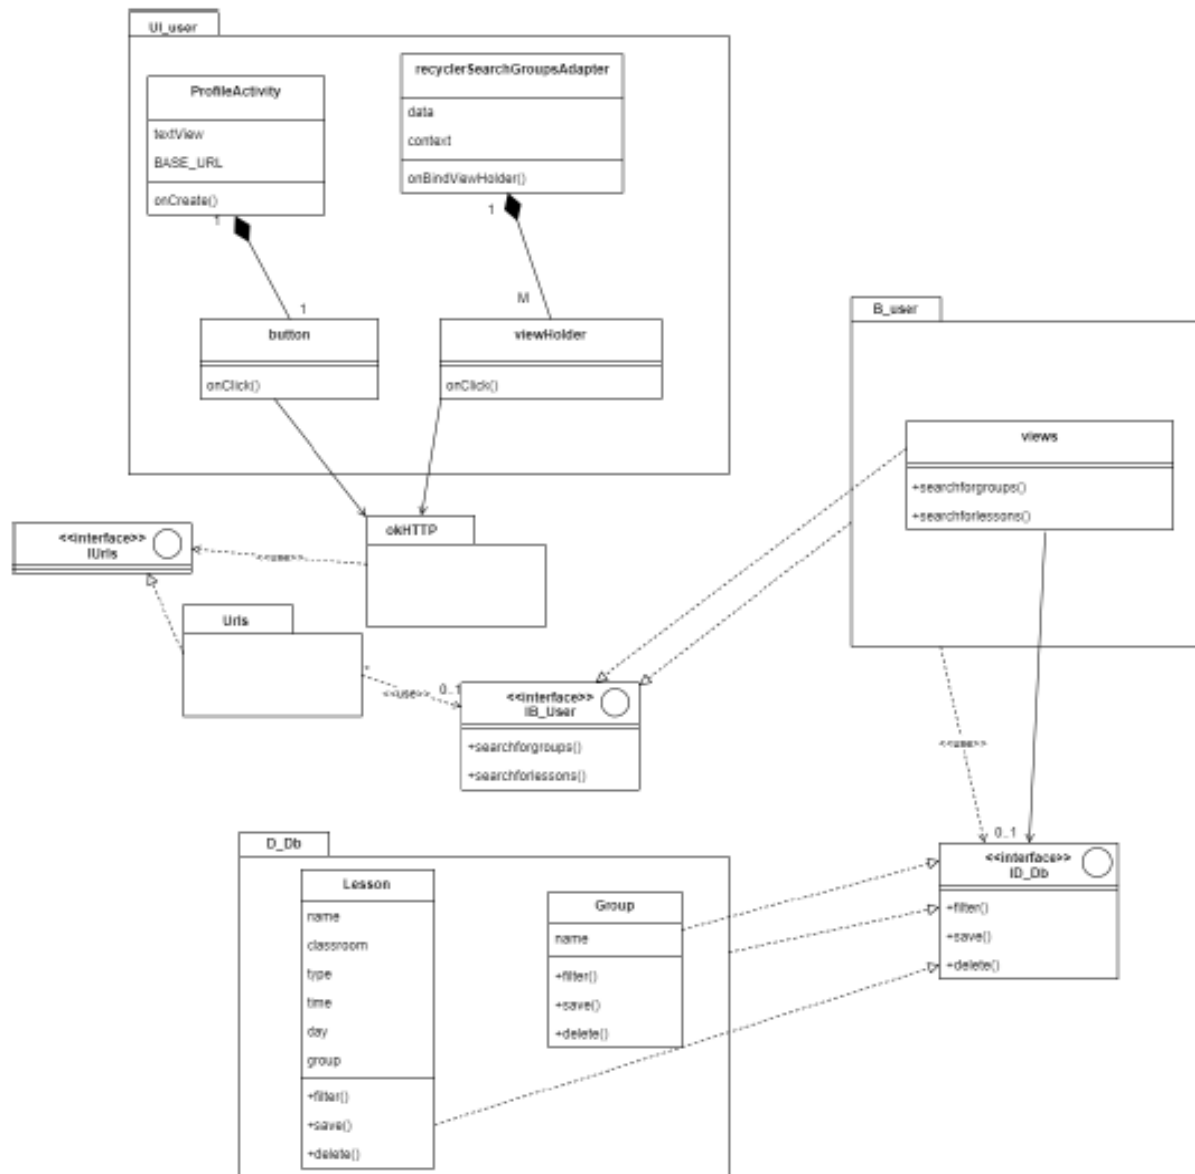 UI_user
ProfileActivity
textView
BASE_URL
onCreate()
1
1
recyclerSearchGroupsAdapter
data
context
onBindViewHolder()
1
M
button
onClick()
viewHolder
onClick()
B_user
views
+searchforgroups()
+searchforlessons()
okHTTP
<<interface>>
IUrls
<<use>>
Urls
*
<<use>>
0..1
<<interface>>
IB_User
+searchforgroups()
+searchforlessons()
<<use>>
0..1
<<interface>>
ID_Db
+filter()
+save()
+delete()
D_Db
Lesson
name
classroom
type
time
day
group
+filter()
+save()
+delete()
Group
name
+filter()
+save()
+delete()